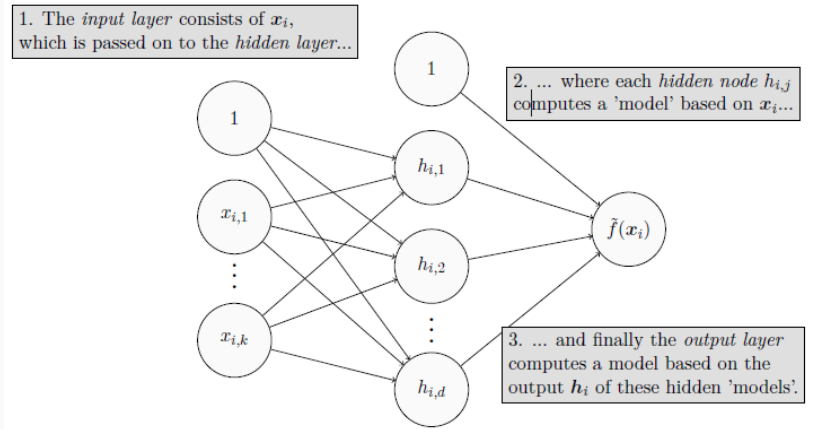 1. The input layer consists of xᵢ,
which is passed on to the hidden layer...
1
2. ... where each hidden node hᵢ,ⱼ
computes a 'model' based on xᵢ...
1
hᵢ,₁
xᵢ,₁
f̃(xᵢ)
hᵢ,₂
⋮
⋮
xᵢ,ₖ
3. ... and finally the output layer
computes a model based on the
output hᵢ of these hidden 'models'.
hᵢ,d